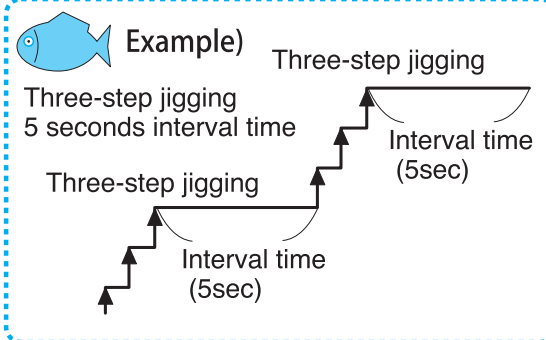 Example)
Three-step jigging
Three-step jigging
5 seconds interval time
Interval time
(5sec)
Three-step jigging
Interval time
(5sec)